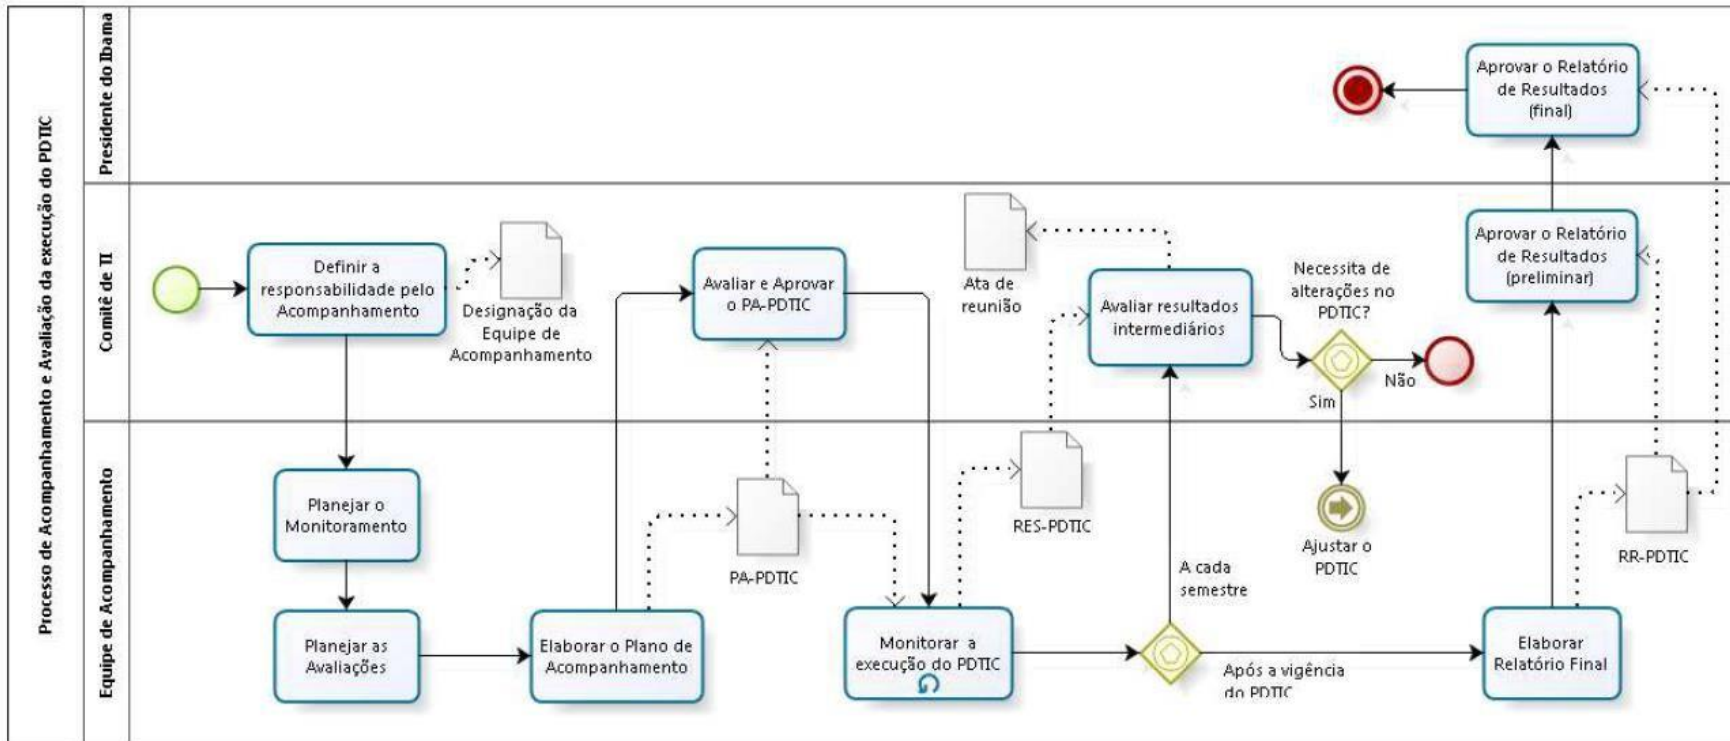 Processo de Acompanhamento e Avaliação da execução do PDTIC
Presidente do Ibama
Aprovar o Relatório
de Resultados
(final)
Comitê de TI
Definir a
responsabilidade pelo
Acompanhamento
Designação da
Equipe de
Acompanhamento
Avaliar e Aprovar
o PA-PDTIC
Ata de
reunião
Avaliar resultados
intermediários
Necessita de
alterações no
PDTIC?
Não
Sim
Aprovar o Relatório
de Resultados
(preliminar)
Equipe de Acompanhamento
Planejar o
Monitoramento
Planejar as
Avaliações
Elaborar o Plano de
Acompanhamento
PA-PDTIC
Monitorar a
execução do PDTIC
RES-PDTIC
A cada
semestre
Após a vigência
do PDTIC
Ajustar o
PDTIC
Elaborar
Relatório Final
RR-PDTIC